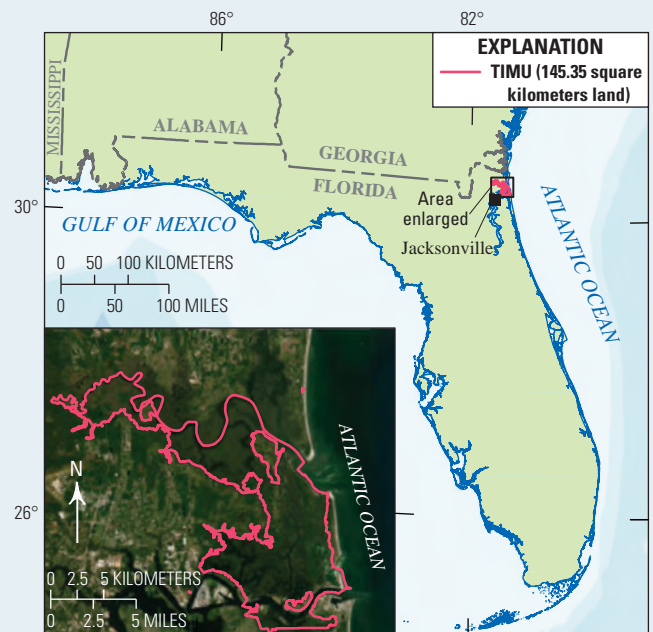 86°
82°
EXPLANATION
TIMU (145.35 square
kilometers land)
MISSISSIPPI
ALABAMA
GEORGIA
FLORIDA
Area
enlarged
Jacksonville
ATLANTIC OCEAN
30°
GULF OF MEXICO
0 50 100 KILOMETERS
0 50 100 MILES
ATLANTIC OCEAN
N
26°
0 2.5 5 KILOMETERS
0 2.5 5 MILES